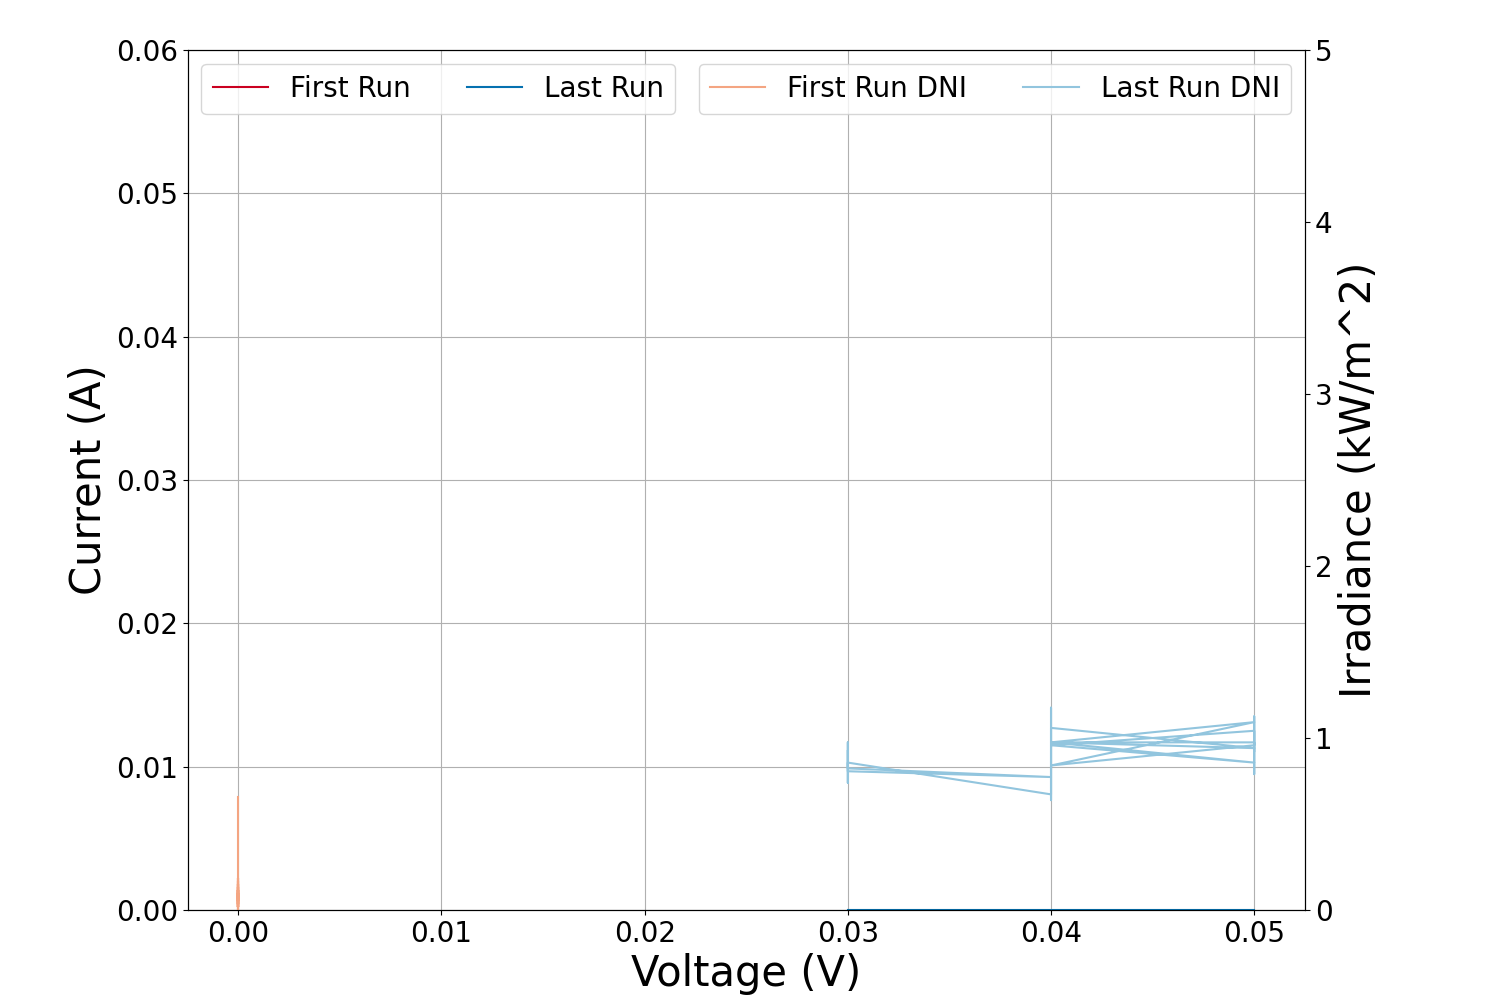 First Run
Last Run
First Run DNI
Last Run DNI
Current (A)
0.06
0.05
0.04
0.03
0.02
0.01
0.00
5
4
3
2
1
0
Irradiance (kW/m^2)
0.00 0.01 0.02 0.03 0.04 0.05
Voltage (V)